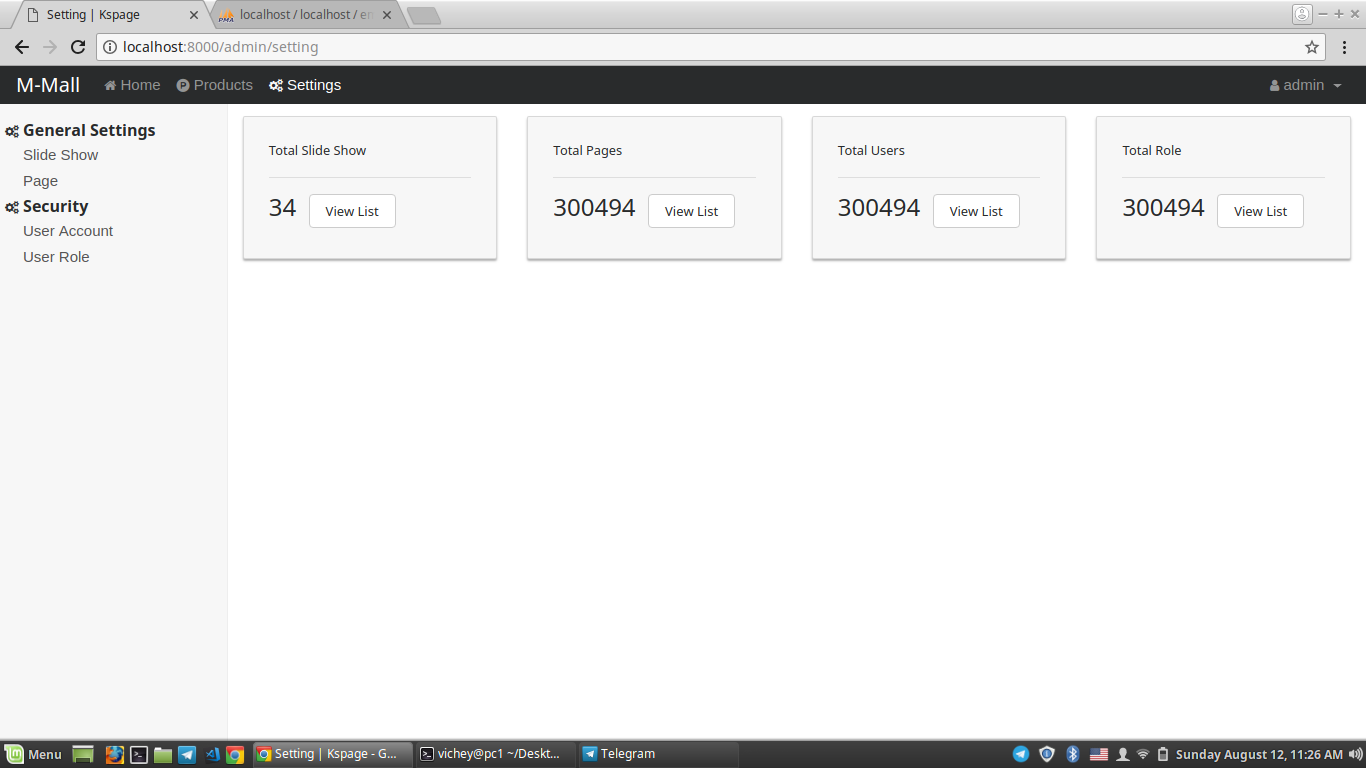 Setting | Kspage
PMA localhost / localhost / en
localhost:8000/admin/setting
M-Mall Home P Products Settings admin
General Settings
Slide Show
Page
Security
User Account
User Role
Total Slide Show
34 View List
Total Pages
300494 View List
Total Users
300494 View List
Total Role
300494 View List
Menu
Setting | Kspage - G...
vichey@pc1 ~/Deskt...
Telegram
Sunday August 12, 11:26 AM